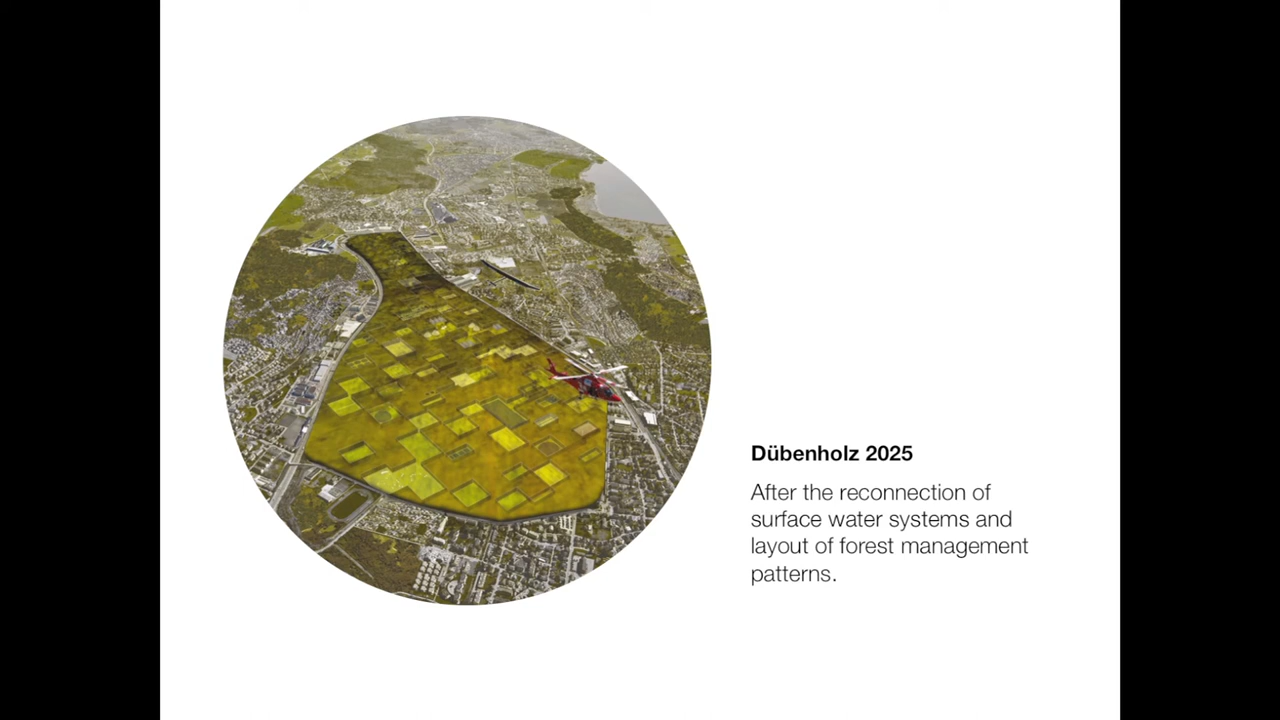 Dübenholz 2025
After the reconnection of
surface water systems and
layout of forest management
patterns.